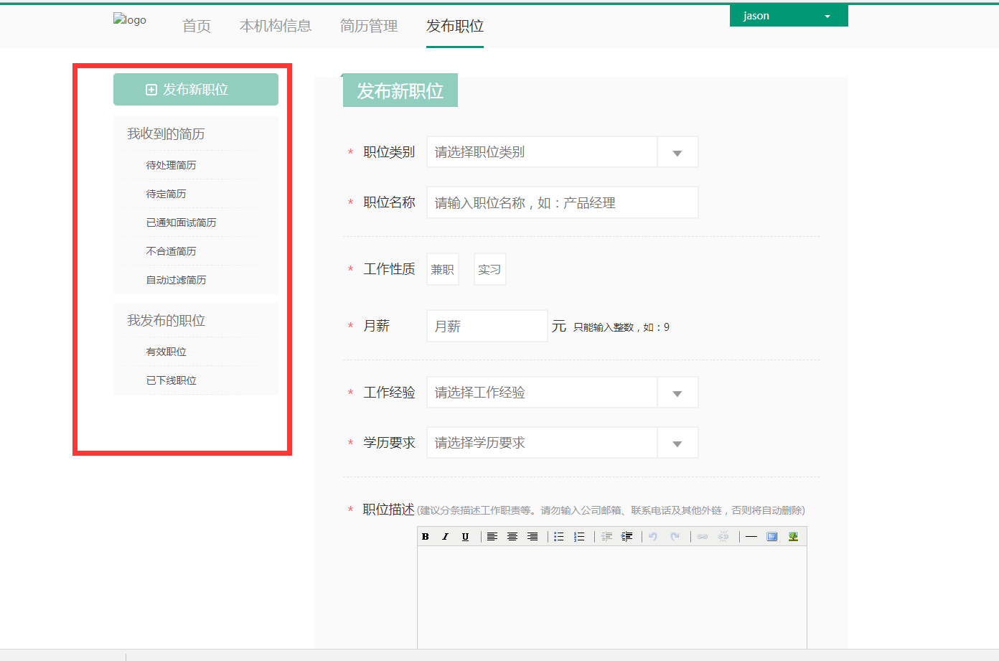 logo
首页 本机构信息 简历管理 发布职位
jason
发布新职位
我收到的简历
待处理简历
待定简历
已通知面试简历
不合适简历
自动过滤简历
我发布的职位
有效职位
已下线职位
发布新职位
* 职位类别 请选择职位类别
* 职位名称 请输入职位名称，如：产品经理
* 工作性质 兼职 实习
* 月薪 月薪 元 只能输入整数，如：9
* 工作经验 请选择工作经验
* 学历要求 请选择学历要求
* 职位描述 (建议分条描述工作职责等。请勿输入公司邮箱、联系电话及其他外链，否则将自动删除)
B I U